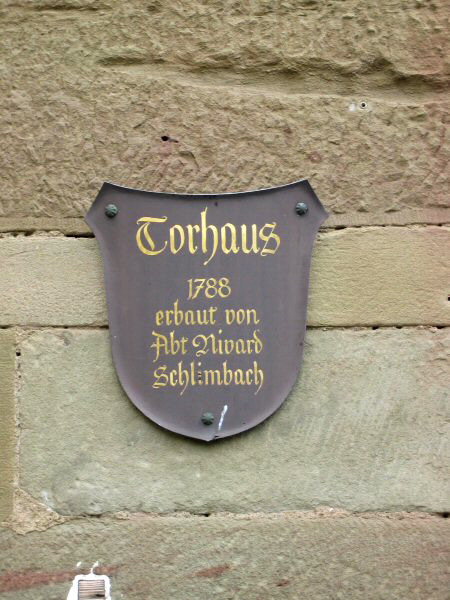 Torhaus
1788
erbaut von
Abt Nivard
Schlimbach